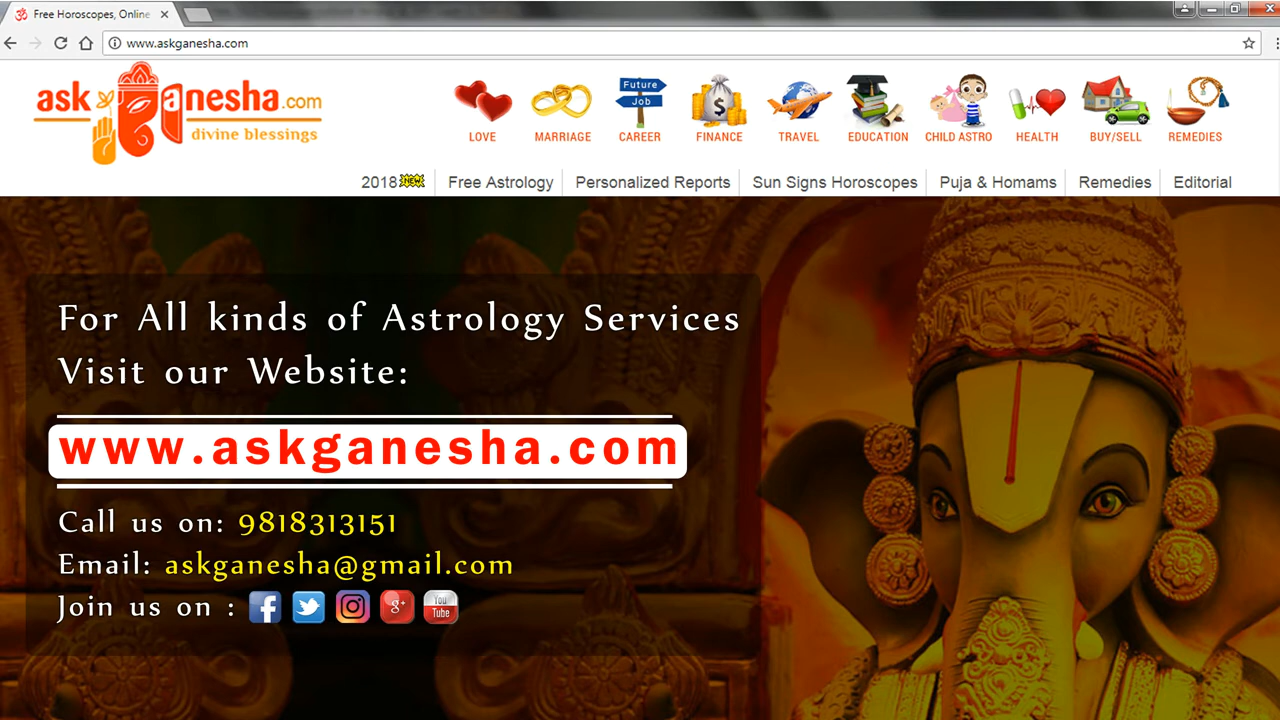 Free Horoscopes, Online
www.askganesha.com
ask ganesha.com
divine blessings
Future
Job
$
LOVE MARRIAGE CAREER FINANCE TRAVEL EDUCATION CHILD ASTRO HEALTH BUY/SELL REMEDIES
2018 NEW Free Astrology Personalized Reports Sun Signs Horoscopes Puja & Homams Remedies Editorial
For All kinds of Astrology Services
Visit our Website:
www.askganesha.com
Call us on: 9818313151
Email: askganesha@gmail.com
Join us on : f g+ You Tube